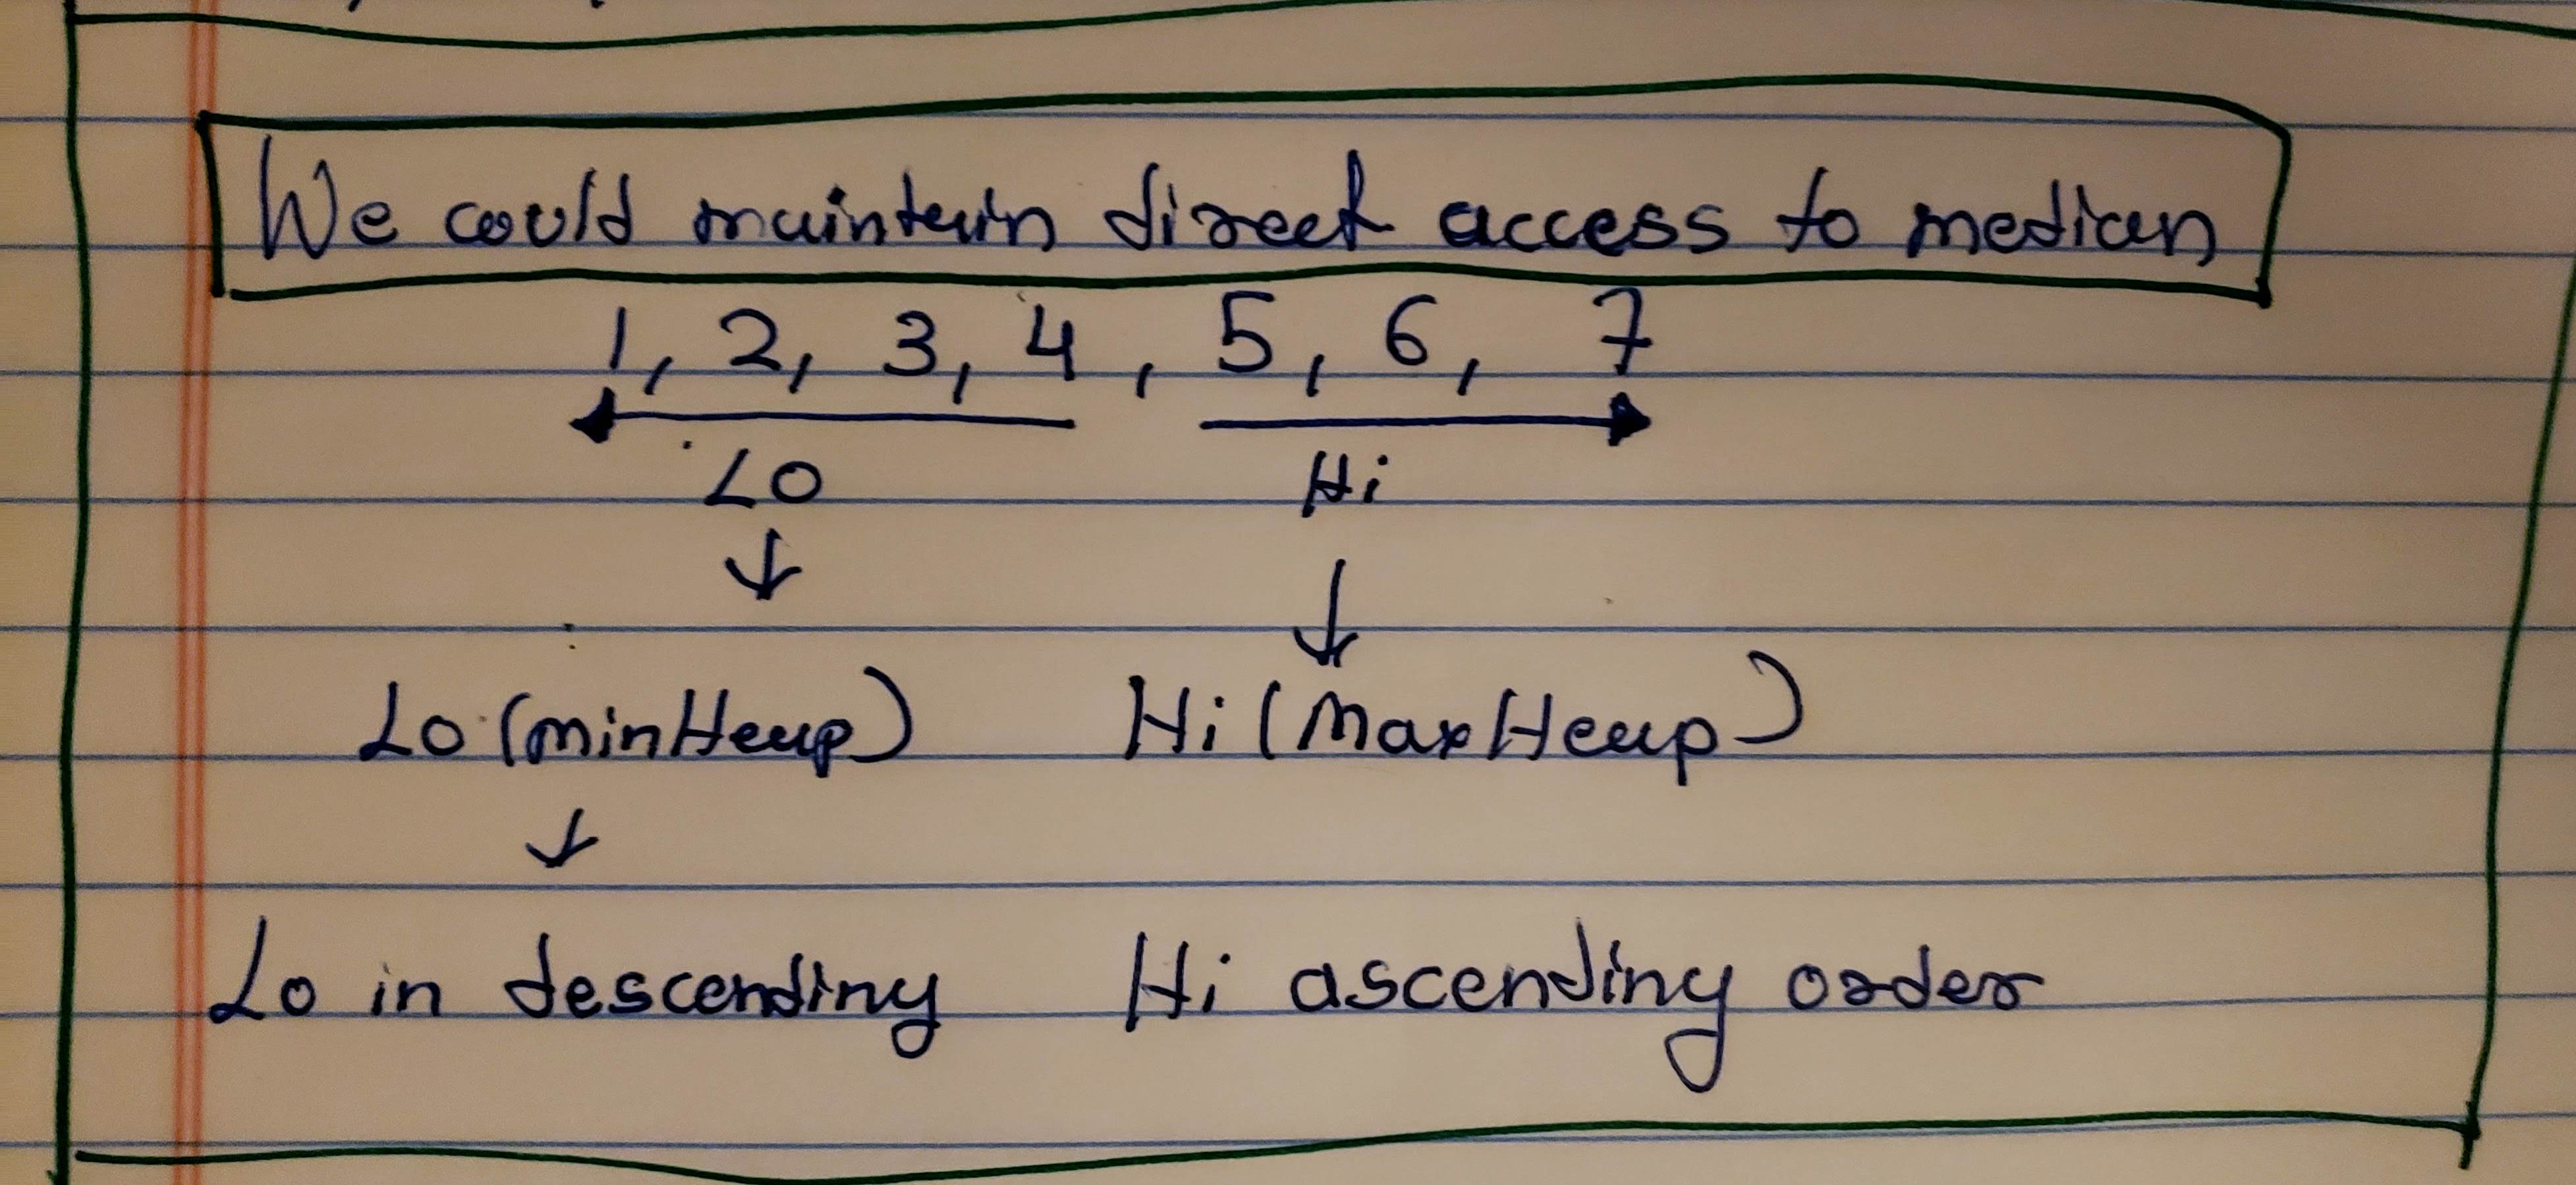 We could maintain direct access to median
1, 2, 3, 4, 5, 6, 7
Lo Hi
Lo (minHeap) Hi (MaxHeap)
Lo in descending Hi ascending order